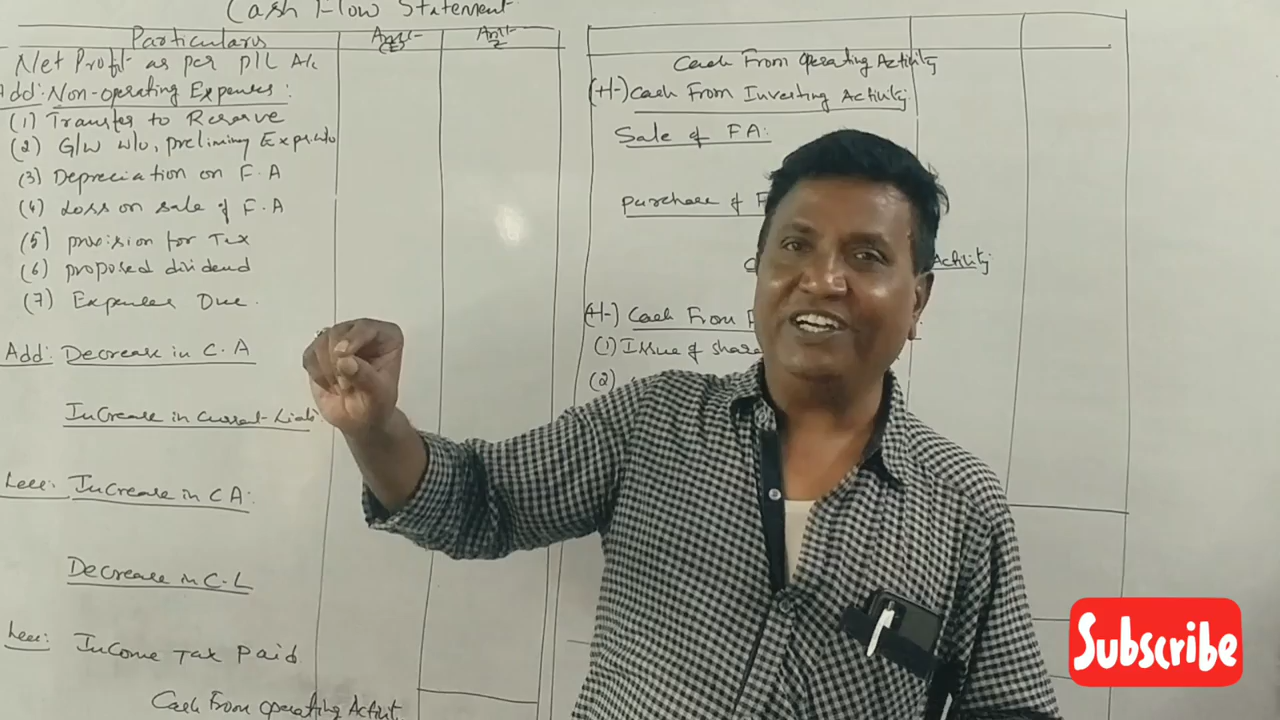 Cash Flow Statement
Particulars
Amt
Amt
Net Profit as per P/L A/c
Add: Non-operating Expenses:
(1) Transfer to Reserve
(2) G/W w/o, preliminy Exp. w/o
(3) Depreciation on F.A
(4) Loss on sale of F.A
(5) provision for Tax
(6) proposed dividend
(7) Expenses Due.
Add: Decrease in C.A
Increase in current Liabi
Less: Increase in CA:
Decrease in C.L
Less: Income Tax Paid
Cash From operating Activit
Cash From Operating Activity
(+/-) Cash From Investing Activity
Sale of FA:
purchase of F
Activity
(+/-) Cash From
(1) Issue of share
(2)
Subscribe